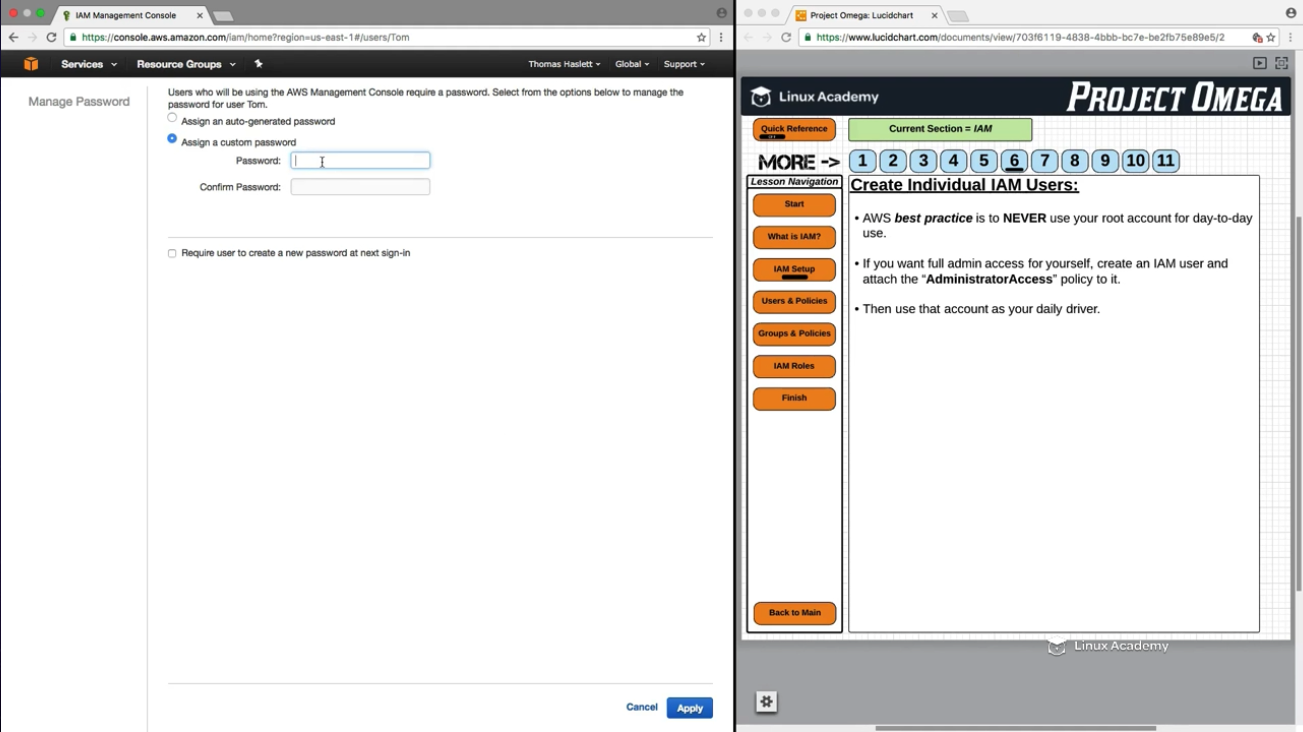 IAM Management Console
https://console.aws.amazon.com/iam/home?region=us-east-1#/users/Tom
Services
Resource Groups
Thomas Haslett
Global
Support
Manage Password
Users who will be using the AWS Management Console require a password. Select from the options below to manage the
password for user Tom.
Assign an auto-generated password
Assign a custom password
Password:
Confirm Password:
Require user to create a new password at next sign-in
Cancel
Apply
Project Omega: Lucidchart
https://www.lucidchart.com/documents/view/703f6119-4838-4bbb-bc7e-be2fb75e89e5/2
Linux Academy
PROJECT OMEGA
Quick Reference
Current Section = IAM
MORE -> 1 2 3 4 5 6 7 8 9 10 11
Lesson Navigation
Start
What is IAM?
IAM Setup
Users & Policies
Groups & Policies
IAM Roles
Finish
Back to Main
Create Individual IAM Users:
• AWS best practice is to NEVER use your root account for day-to-day
use.
• If you want full admin access for yourself, create an IAM user and
attach the “AdministratorAccess” policy to it.
• Then use that account as your daily driver.
Linux Academy